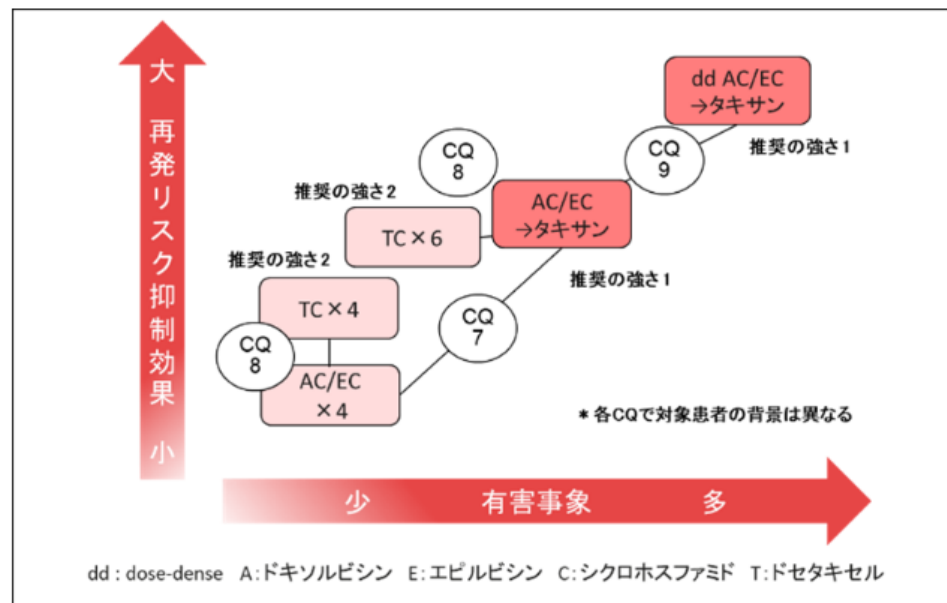 大 再発リスク抑制効果 小
dd AC/EC
→タキサン
推奨の強さ1
CQ
9
CQ
8
推奨の強さ2
AC/EC
→タキサン
TC×6
推奨の強さ2
推奨の強さ1
TC×4
CQ
7
CQ
8
AC/EC
×4
*各CQで対象患者の背景は異なる
少 有害事象 多
dd : dose-dense A:ドキソルビシン E:エピルビシン C:シクロホスファミド T:ドセタキセル